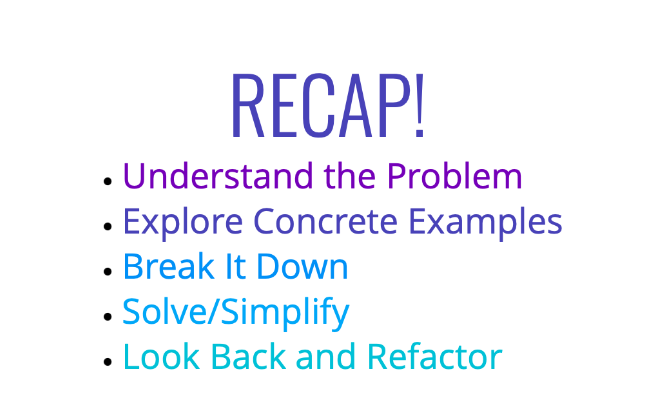 RECAP!
• Understand the Problem
• Explore Concrete Examples
• Break It Down
• Solve/Simplify
• Look Back and Refactor